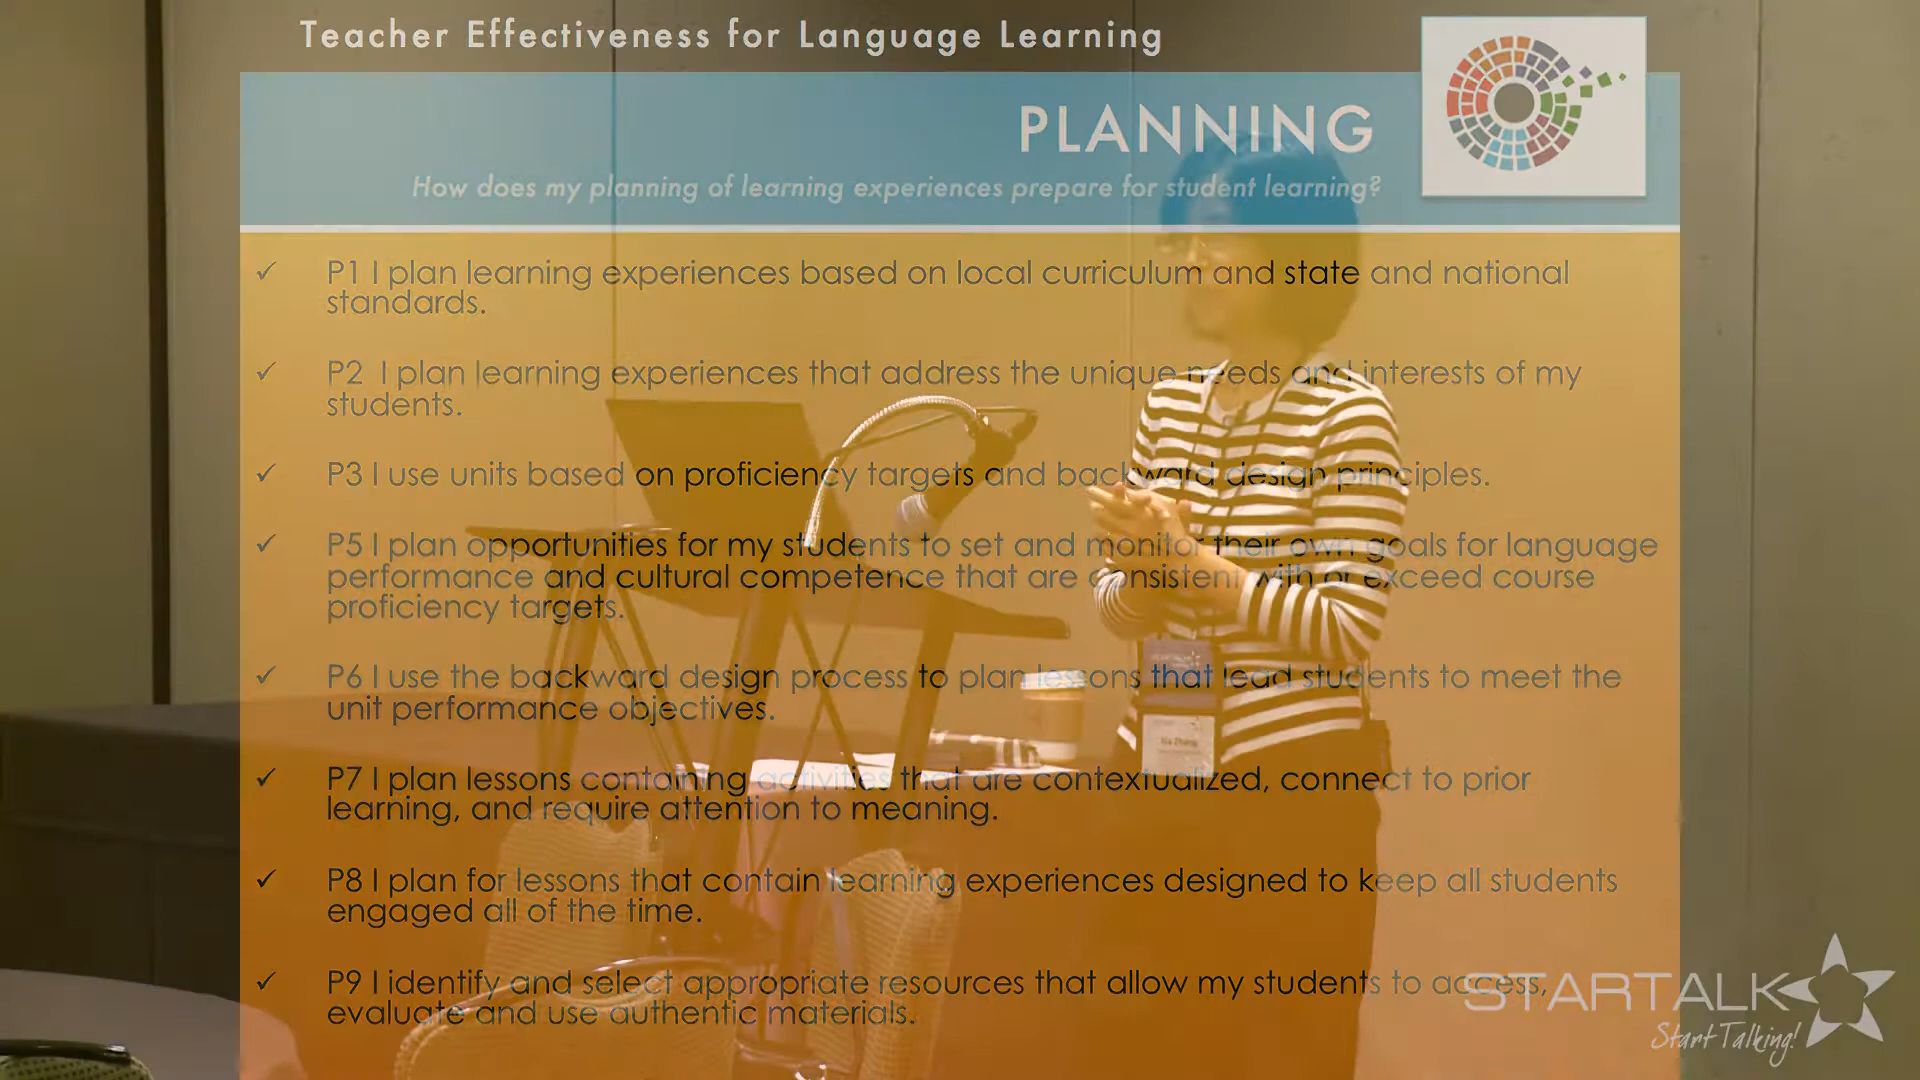 Teacher Effectiveness for Language Learning
PLANNING
How does my planning of learning experiences prepare for student learning?
✓ P1 I plan learning experiences based on local curriculum and state and national
standards.
✓ P2 I plan learning experiences that address the unique needs and interests of my
students.
✓ P3 I use units based on proficiency targets and backward design principles.
✓ P5 I plan opportunities for my students to set and monitor their own goals for language
performance and cultural competence that are consistent with or exceed course
proficiency targets.
✓ P6 I use the backward design process to plan lessons that lead students to meet the
unit performance objectives.
✓ P7 I plan lessons containing activities that are contextualized, connect to prior
learning, and require attention to meaning.
✓ P8 I plan for lessons that contain learning experiences designed to keep all students
engaged all of the time.
✓ P9 I identify and select appropriate resources that allow my students to access,
evaluate and use authentic materials.
STARTALK
Start Talking!